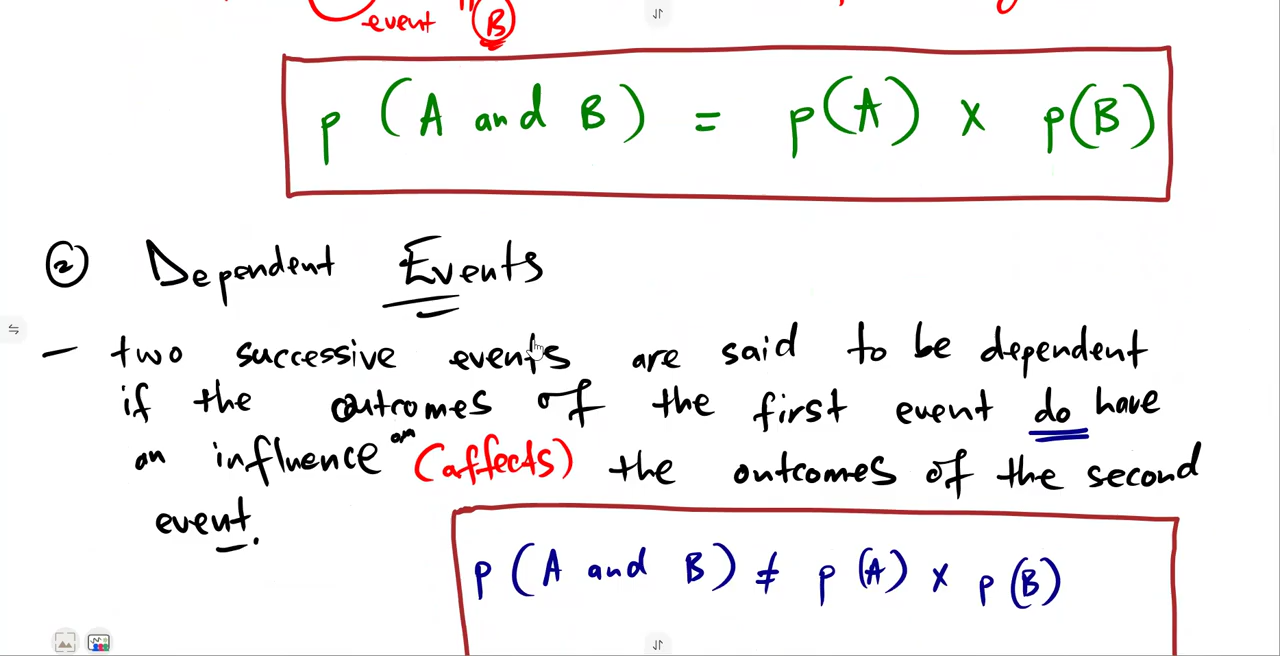 event "B
P (A and B) = P(A) x P(B)
② Dependent Events
— two successive events are said to be dependent
if the outcomes of the first event do have
an influence on (affects) the outcomes of the second
event.
P (A and B) ≠ P (A) x P (B)